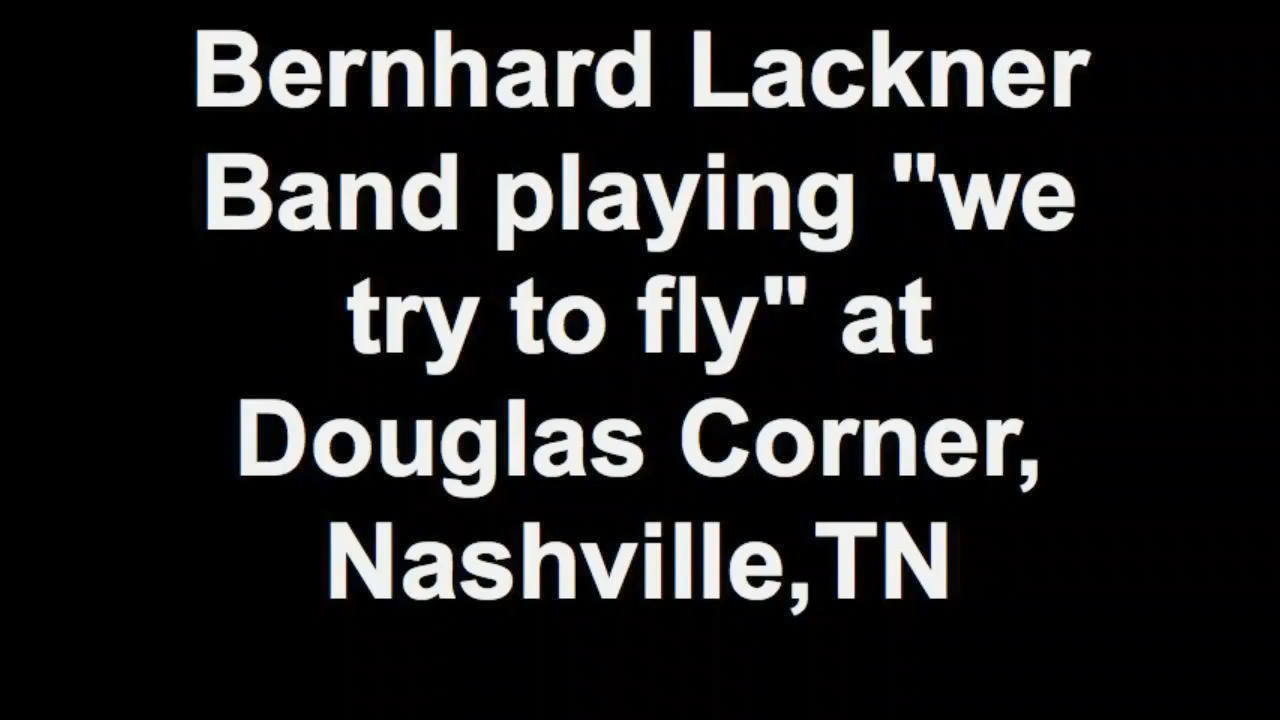 Bernhard Lackner
Band playing "we
try to fly" at
Douglas Corner,
Nashville,TN